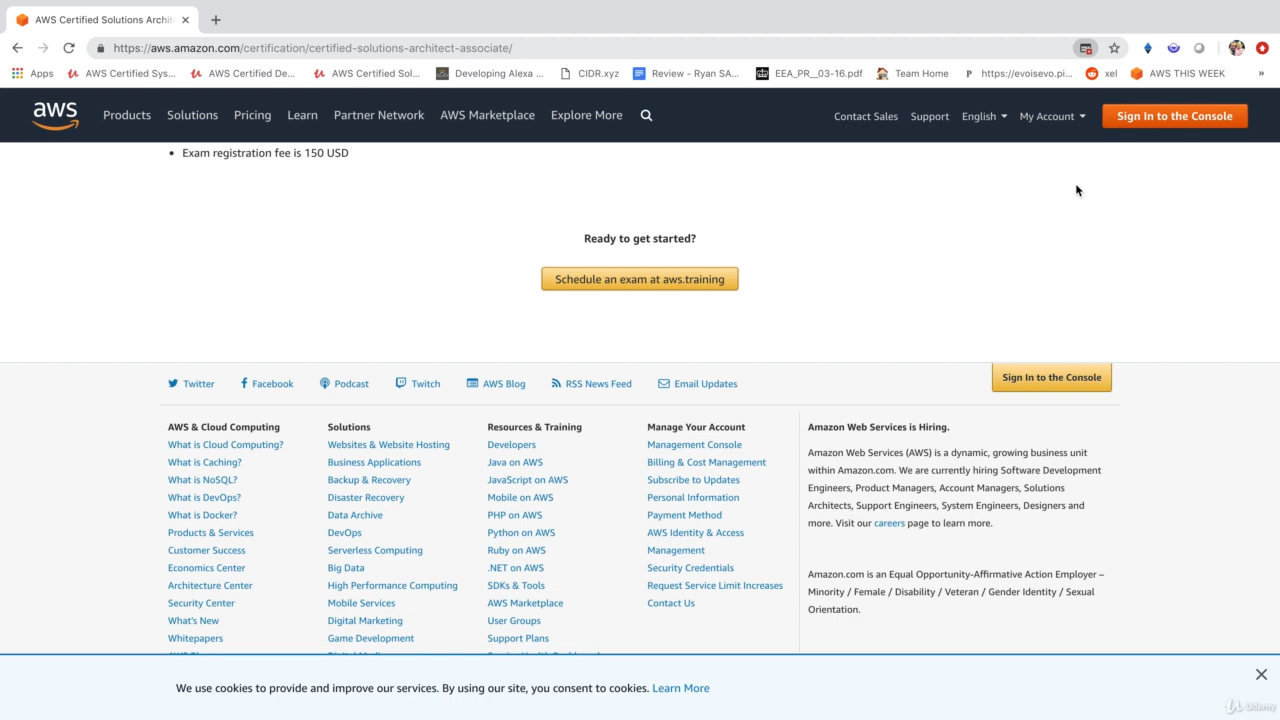 AWS Certified Solutions Archit
https://aws.amazon.com/certification/certified-solutions-architect-associate/
Apps AWS Certified Sys... AWS Certified De... AWS Certified Sol... Developing Alexa ... CIDR.xyz Review - Ryan SA... EEA_PR__03-16.pdf Team Home https://evoisevo.pi... xel AWS THIS WEEK »
aws Products Solutions Pricing Learn Partner Network AWS Marketplace Explore More Contact Sales Support English My Account Sign In to the Console
• Exam registration fee is 150 USD
Ready to get started?
Schedule an exam at aws.training
Twitter Facebook Podcast Twitch AWS Blog RSS News Feed Email Updates Sign In to the Console
AWS & Cloud Computing
What is Cloud Computing?
What is Caching?
What is NoSQL?
What is DevOps?
What is Docker?
Products & Services
Customer Success
Economics Center
Architecture Center
Security Center
What's New
Whitepapers
Solutions
Websites & Website Hosting
Business Applications
Backup & Recovery
Disaster Recovery
Data Archive
DevOps
Serverless Computing
Big Data
High Performance Computing
Mobile Services
Digital Marketing
Game Development
Resources & Training
Developers
Java on AWS
JavaScript on AWS
Mobile on AWS
PHP on AWS
Python on AWS
Ruby on AWS
.NET on AWS
SDKs & Tools
AWS Marketplace
User Groups
Support Plans
Manage Your Account
Management Console
Billing & Cost Management
Subscribe to Updates
Personal Information
Payment Method
AWS Identity & Access
Management
Security Credentials
Request Service Limit Increases
Contact Us
Amazon Web Services is Hiring.
Amazon Web Services (AWS) is a dynamic, growing business unit
within Amazon.com. We are currently hiring Software Development
Engineers, Product Managers, Account Managers, Solutions
Architects, Support Engineers, System Engineers, Designers and
more. Visit our careers page to learn more.
Amazon.com is an Equal Opportunity-Affirmative Action Employer –
Minority / Female / Disability / Veteran / Gender Identity / Sexual
Orientation.
We use cookies to provide and improve our services. By using our site, you consent to cookies. Learn More
Udemy